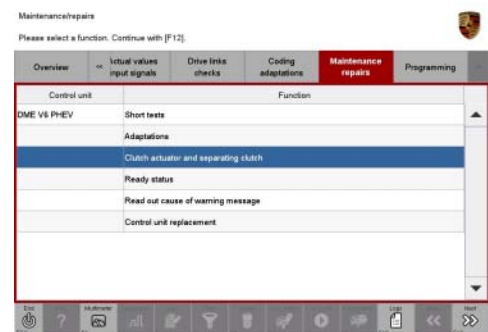 Maintenance/repairs
Please select a function. Continue with [F12].
Overview
«
Actual values
input signals
Drive links
checks
Coding
adaptations
Maintenance
repairs
Programming
Control unit
Function
DME V6 PHEV
Short tests
Adaptations
Clutch actuator and separating clutch
Ready status
Read out cause of warning message
Control unit replacement
Multimeter
Logs
Next